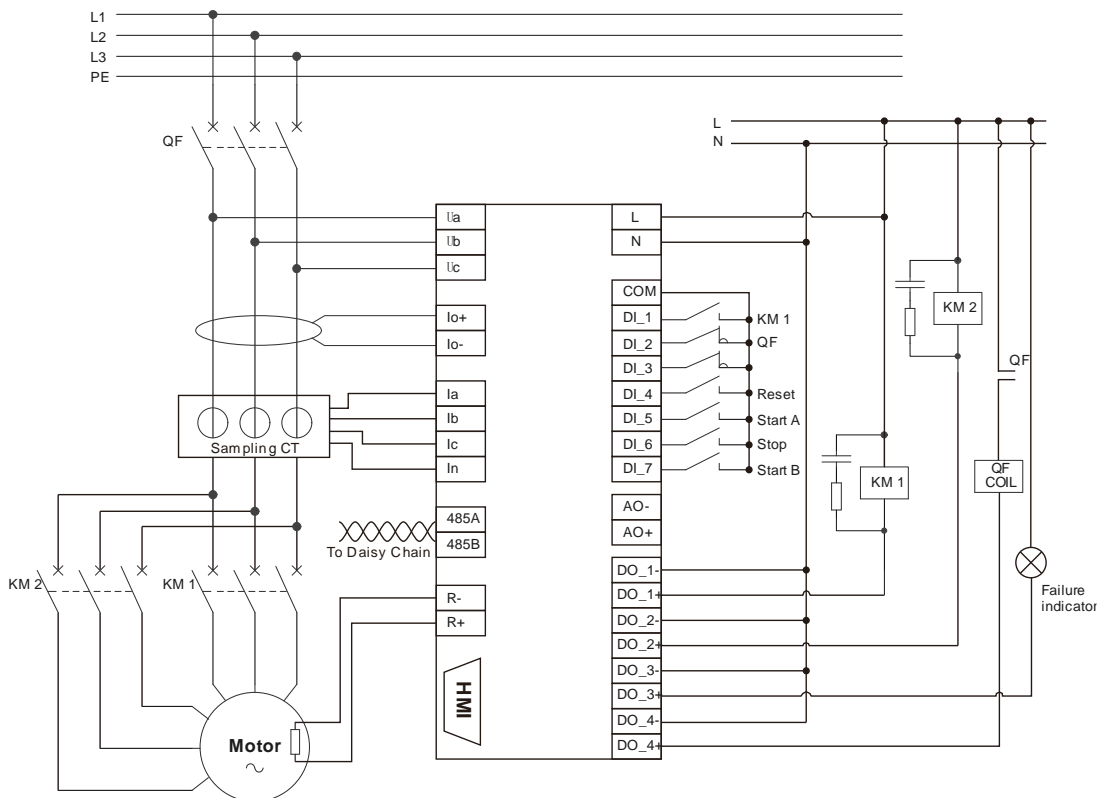 L1
L2
L3
PE
QF
L
N
Ua
Ub
Uc
Io+
Io-
Ia
Ib
Ic
In
485A
485B
R-
R+
HMI
L
N
COM
DI_1
DI_2
DI_3
DI_4
DI_5
DI_6
DI_7
AO-
AO+
DO_1-
DO_1+
DO_2-
DO_2+
DO_3-
DO_3+
DO_4-
DO_4+
KM 1
QF
Reset
Start A
Stop
Start B
KM 2
KM 1
QF
QF
COIL
Failure
indicator
Sampling CT
To Daisy Chain
KM 2
KM 1
Motor